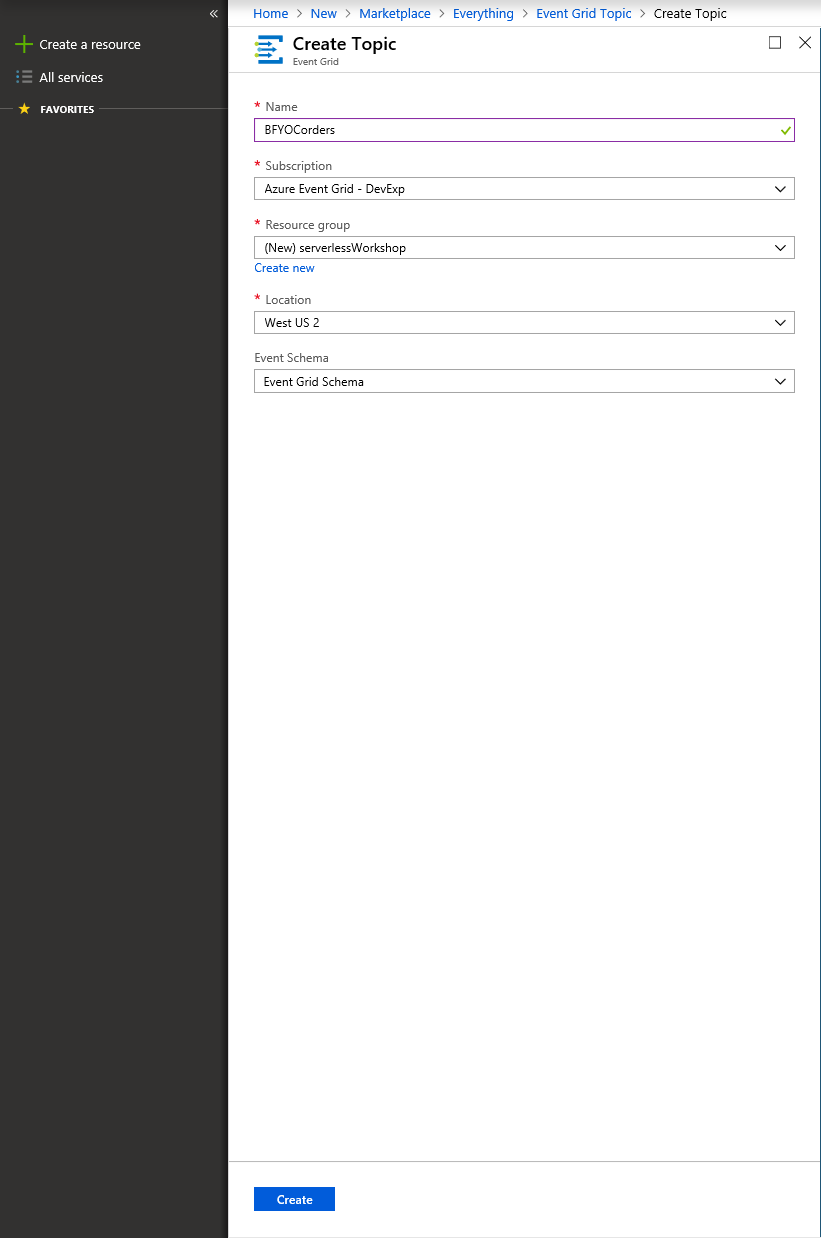 «
Create a resource
All services
FAVORITES
Home > New > Marketplace > Everything > Event Grid Topic > Create Topic
Create Topic
Event Grid
* Name
BFYOCorders
* Subscription
Azure Event Grid - DevExp
* Resource group
(New) serverlessWorkshop
Create new
* Location
West US 2
Event Schema
Event Grid Schema
Create